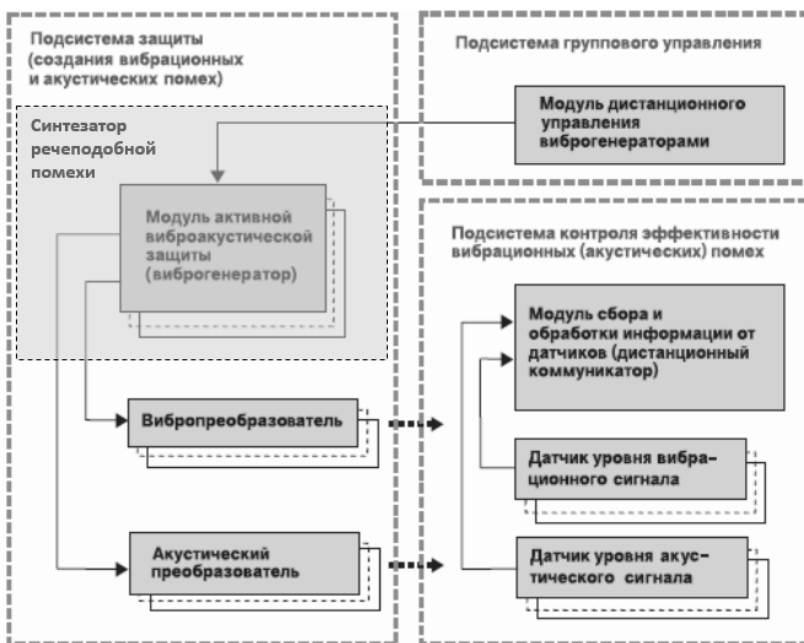 Подсистема защиты
(создания вибрационных
и акустических помех)
Синтезатор
речеподобной
помехи
Модуль активной
виброакустической
защиты
(виброгенератор)
Вибропреобразователь
Акустический
преобразователь
Подсистема группового управления
Модуль дистанционного
управления
виброгенераторами
Подсистема контроля эффективности
вибрационных (акустических) помех
Модуль сбора и
обработки информации от
датчиков (дистанционный
коммуникатор)
Датчик уровня вибра-
ционного сигнала
Датчик уровня акус-
тического сигнала